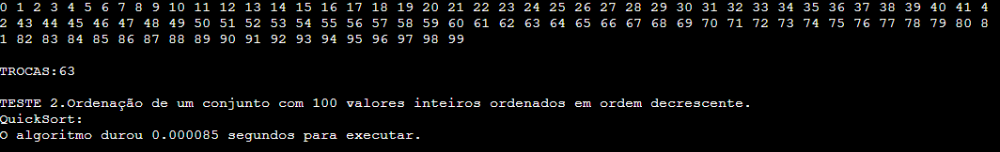 0 1 2 3 4 5 6 7 8 9 10 11 12 13 14 15 16 17 18 19 20 21 22 23 24 25 26 27 28 29 30 31 32 33 34 35 36 37 38 39 40 41 4
2 43 44 45 46 47 48 49 50 51 52 53 54 55 56 57 58 59 60 61 62 63 64 65 66 67 68 69 70 71 72 73 74 75 76 77 78 79 80 8
1 82 83 84 85 86 87 88 89 90 91 92 93 94 95 96 97 98 99
TROCAS:63
TESTE 2.Ordenação de um conjunto com 100 valores inteiros ordenados em ordem decrescente.
QuickSort:
O algoritmo durou 0.000085 segundos para executar.